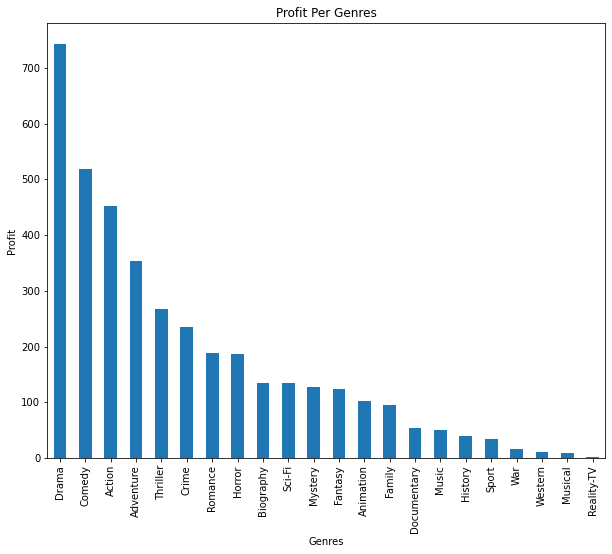 Profit Per Genres
700
600
500
400
300
200
100
0
Profit
Drama
Comedy
Action
Adventure
Thriller
Crime
Romance
Horror
Biography
Sci-Fi
Mystery
Fantasy
Animation
Family
Documentary
Music
History
Sport
War
Western
Musical
Reality-TV
Genres